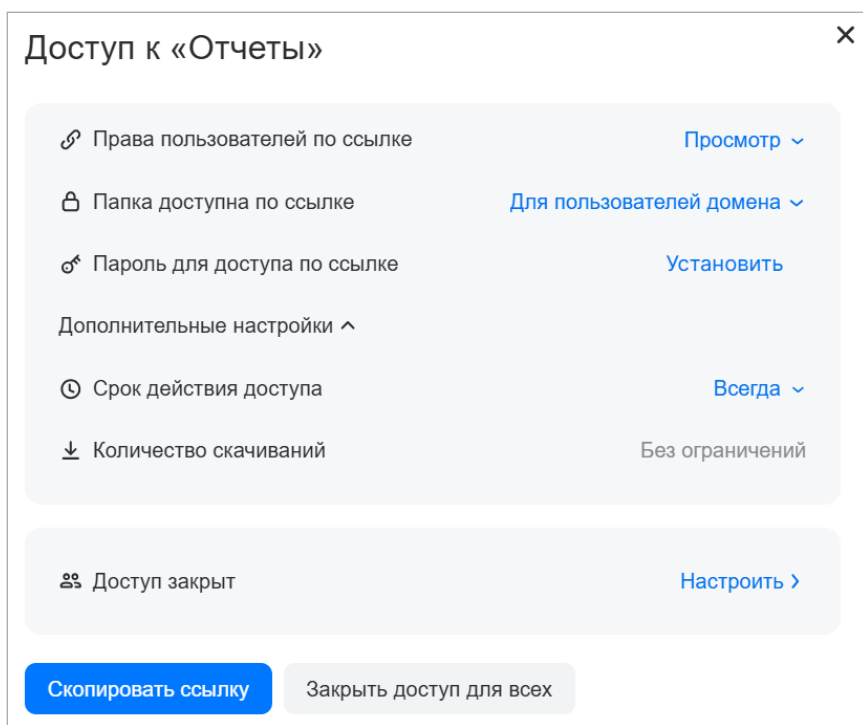 Доступ к «Отчеты»
Права пользователей по ссылке Просмотр
Папка доступна по ссылке Для пользователей домена
Пароль для доступа по ссылке Установить
Дополнительные настройки
Срок действия доступа Всегда
Количество скачиваний Без ограничений
Доступ закрыт Настроить
Скопировать ссылку Закрыть доступ для всех